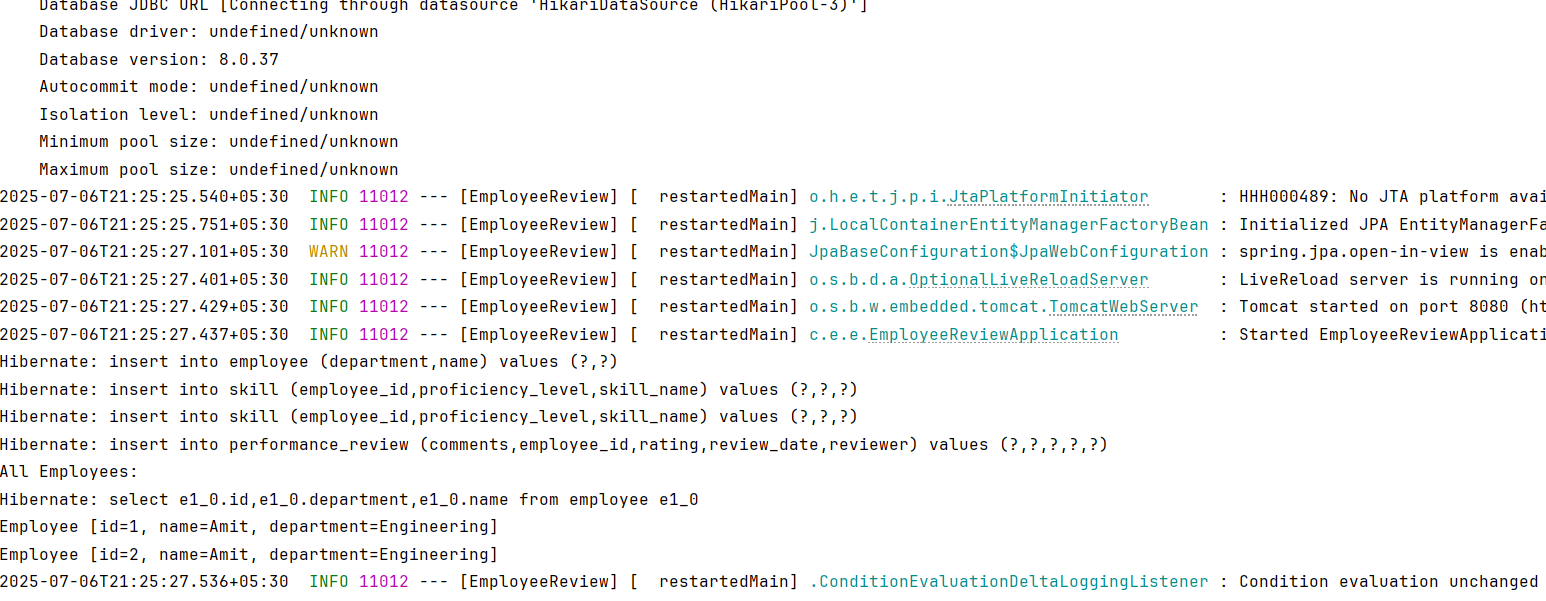 Database JDBC URL [Connecting through datasource 'HikariDataSource (HikariPool-3)']
Database driver: undefined/unknown
Database version: 8.0.37
Autocommit mode: undefined/unknown
Isolation level: undefined/unknown
Minimum pool size: undefined/unknown
Maximum pool size: undefined/unknown
2025-07-06T21:25:25.540+05:30  INFO 11012 --- [EmployeeReview] [  restartedMain] o.h.e.t.j.p.i.JtaPlatformInitiator       : HHH000489: No JTA platform avai
2025-07-06T21:25:25.751+05:30  INFO 11012 --- [EmployeeReview] [  restartedMain] j.LocalContainerEntityManagerFactoryBean : Initialized JPA EntityManagerFa
2025-07-06T21:25:27.101+05:30  WARN 11012 --- [EmployeeReview] [  restartedMain] JpaBaseConfiguration$JpaWebConfiguration : spring.jpa.open-in-view is enab
2025-07-06T21:25:27.401+05:30  INFO 11012 --- [EmployeeReview] [  restartedMain] o.s.b.d.a.OptionalLiveReloadServer       : LiveReload server is running on
2025-07-06T21:25:27.429+05:30  INFO 11012 --- [EmployeeReview] [  restartedMain] o.s.b.w.embedded.tomcat.TomcatWebServer  : Tomcat started on port 8080 (ht
2025-07-06T21:25:27.437+05:30  INFO 11012 --- [EmployeeReview] [  restartedMain] c.e.e.EmployeeReviewApplication          : Started EmployeeReviewApplicati
Hibernate: insert into employee (department,name) values (?,?)
Hibernate: insert into skill (employee_id,proficiency_level,skill_name) values (?,?,?)
Hibernate: insert into skill (employee_id,proficiency_level,skill_name) values (?,?,?)
Hibernate: insert into performance_review (comments,employee_id,rating,review_date,reviewer) values (?,?,?,?,?)
All Employees:
Hibernate: select e1_0.id,e1_0.department,e1_0.name from employee e1_0
Employee [id=1, name=Amit, department=Engineering]
Employee [id=2, name=Amit, department=Engineering]
2025-07-06T21:25:27.536+05:30  INFO 11012 --- [EmployeeReview] [  restartedMain] .ConditionEvaluationDeltaLoggingListener : Condition evaluation unchanged